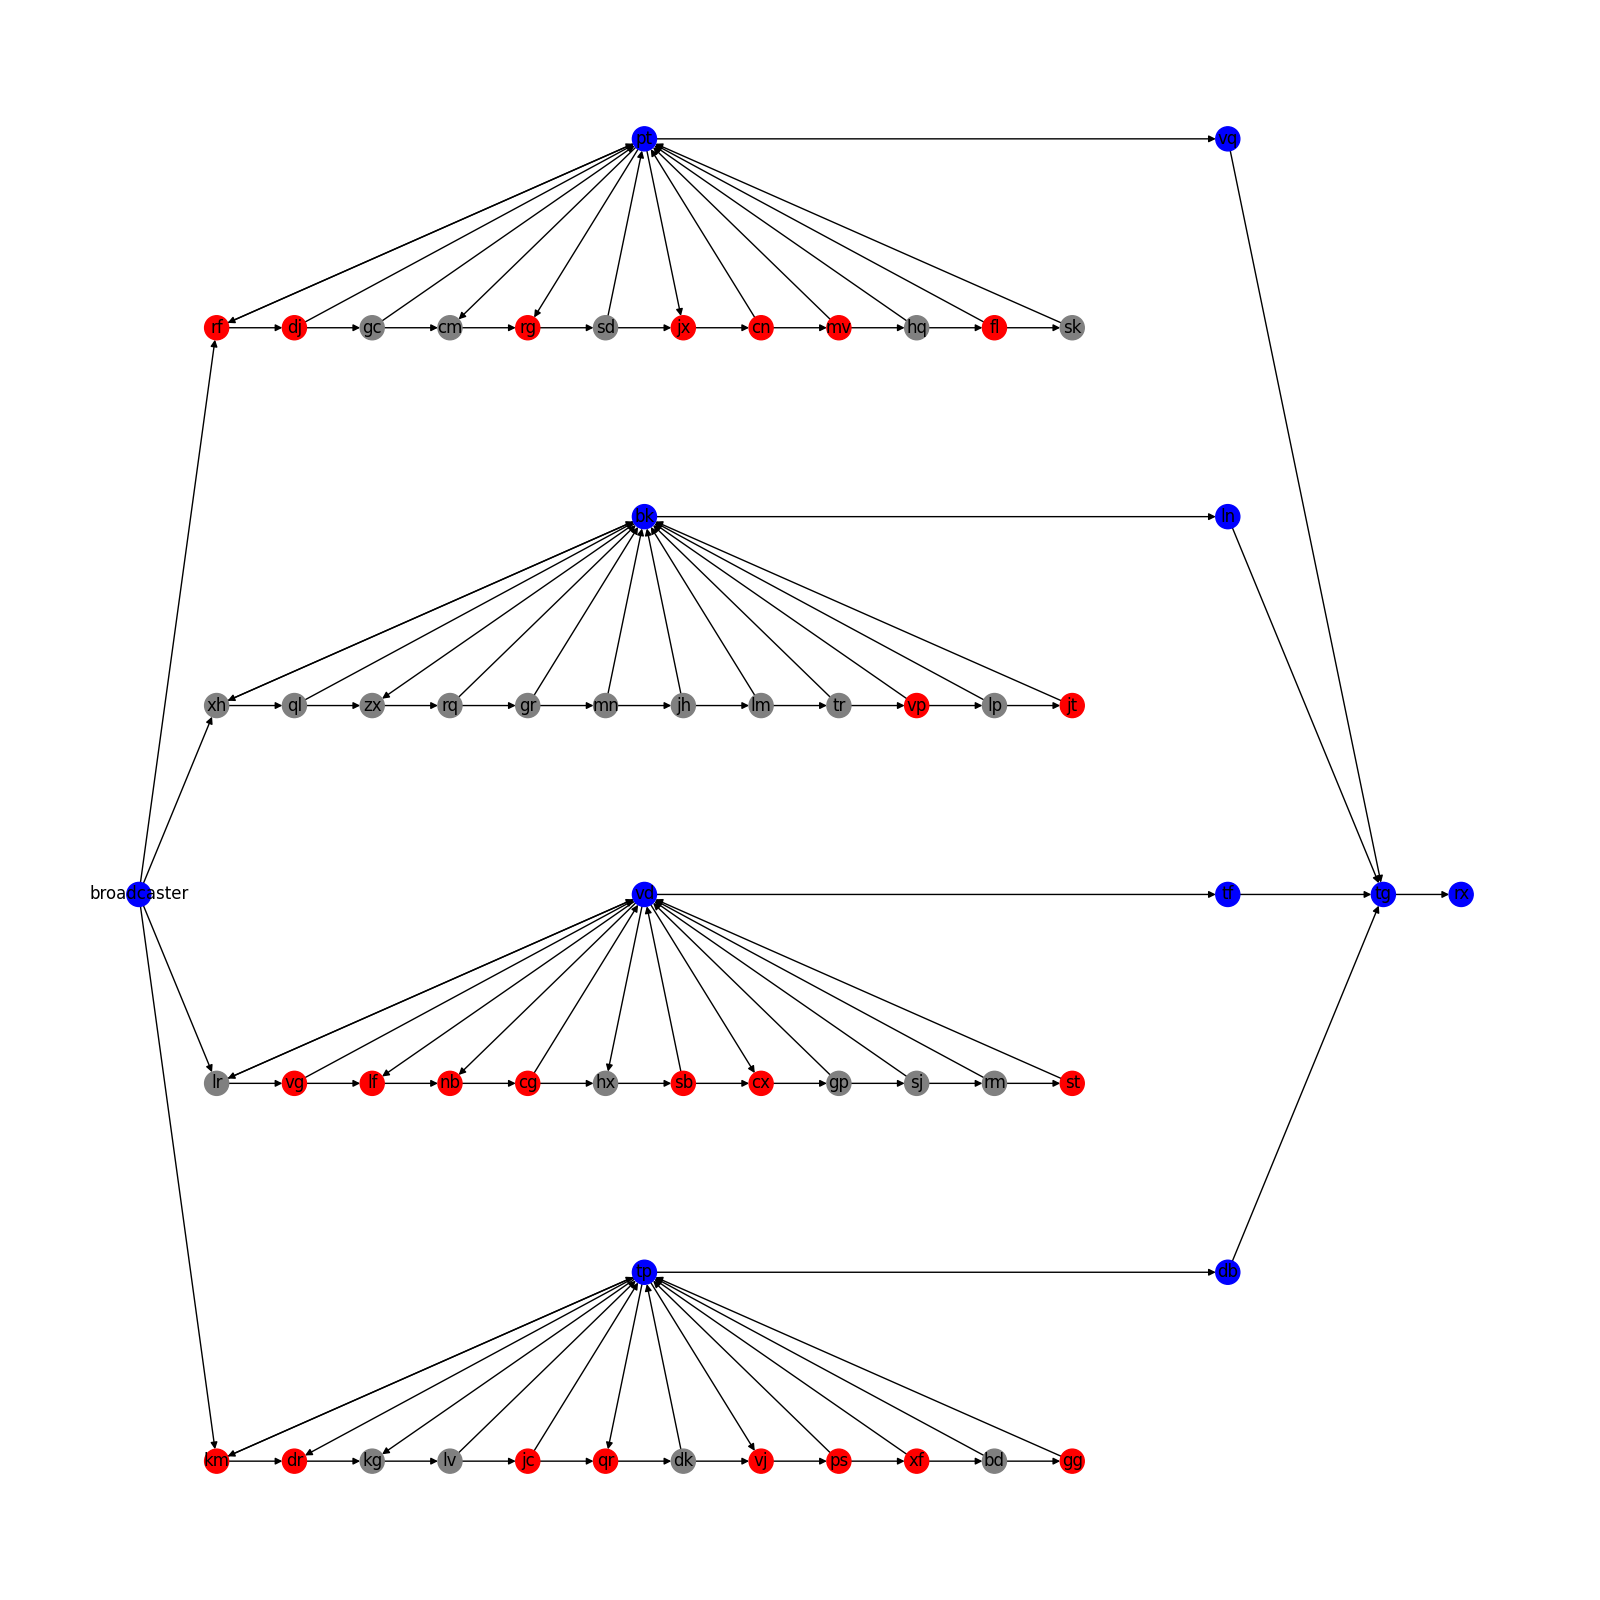 pt vq
rf dj gc cm rg sd jx cn mv hq fl sk
bk ln
xh ql zx rq gr mn jh lm tr vp lp jt
broadcaster vd tf tg rx
lr vg lf nb cg hx sb cx gp sj rm st
tp db
km dr kg lv jc qr dk vj ps xf bd gg